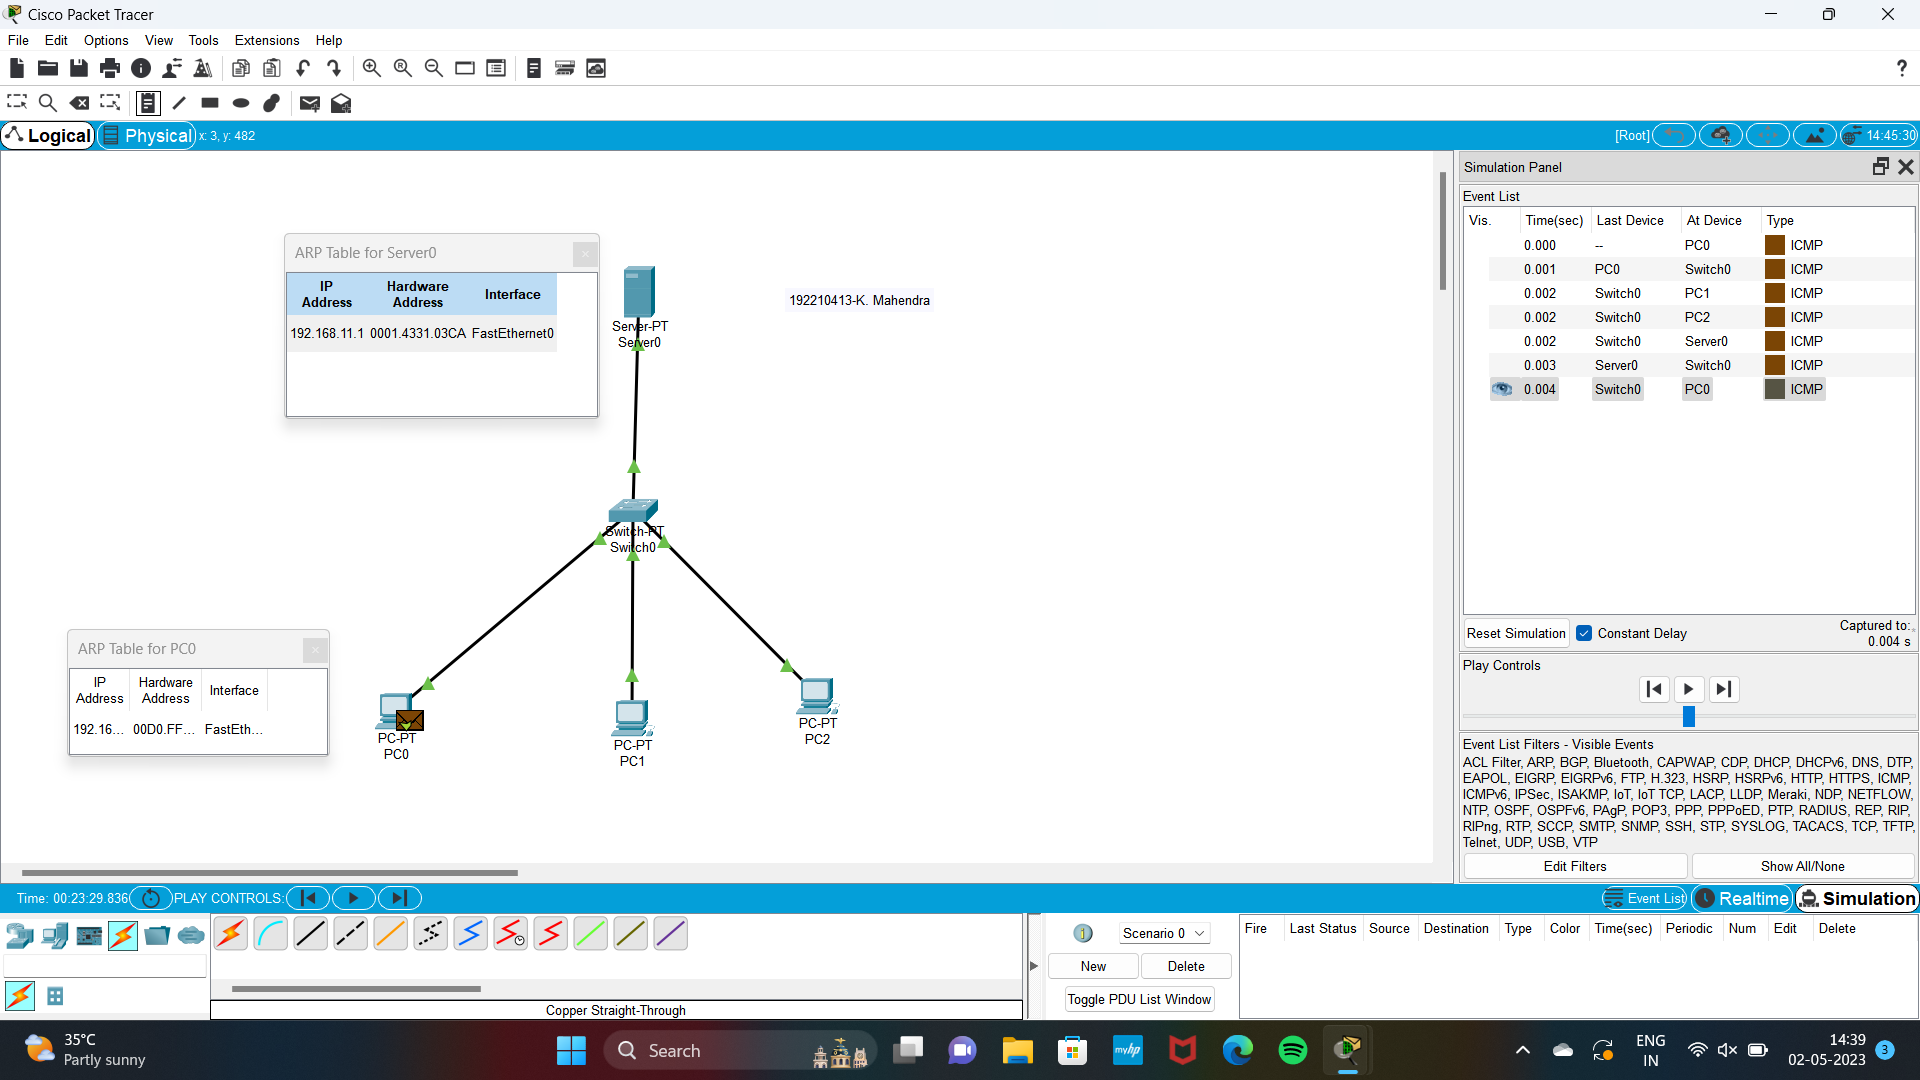 Cisco Packet Tracer
File Edit Options View Tools Extensions Help
?
Logical Physical x: 3, y: 482 [Root] 14:45:30
Simulation Panel
Event List
Vis. Time(sec) Last Device At Device Type
0.000 -- PC0 ICMP
0.001 PC0 Switch0 ICMP
0.002 Switch0 PC1 ICMP
0.002 Switch0 PC2 ICMP
0.002 Switch0 Server0 ICMP
0.003 Server0 Switch0 ICMP
0.004 Switch0 PC0 ICMP
Reset Simulation Constant Delay
Captured to:
0.004 s
Play Controls
Event List Filters - Visible Events
ACL Filter, ARP, BGP, Bluetooth, CAPWAP, CDP, DHCP, DHCPv6, DNS, DTP,
EAPOL, EIGRP, EIGRPv6, FTP, H.323, HSRP, HSRPv6, HTTP, HTTPS, ICMP,
ICMPv6, IPSec, ISAKMP, IoT, IoT TCP, LACP, LLDP, Meraki, NDP, NETFLOW,
NTP, OSPF, OSPFv6, PAgP, POP3, PPP, PPPoED, PTP, RADIUS, REP, RIP,
RIPng, RTP, SCCP, SMTP, SNMP, SSH, STP, SYSLOG, TACACS, TCP, TFTP,
Telnet, UDP, USB, VTP
Edit Filters Show All/None
ARP Table for Server0
IP Address Hardware Address Interface
192.168.11.1 0001.4331.03CA FastEthernet0
Server-PT
Server0
192210413-K. Mahendra
Switch-PT
Switch0
ARP Table for PC0
IP Address Hardware Address Interface
192.16... 00D0.FF... FastEth...
PC-PT
PC0
PC-PT
PC1
PC-PT
PC2
Time: 00:23:29.836 PLAY CONTROLS: Event List Realtime Simulation
Scenario 0
New Delete
Toggle PDU List Window
Fire Last Status Source Destination Type Color Time(sec) Periodic Num Edit Delete
Copper Straight-Through
35°C
Partly sunny
Search
myhp
ENG
IN
14:39
02-05-2023
3